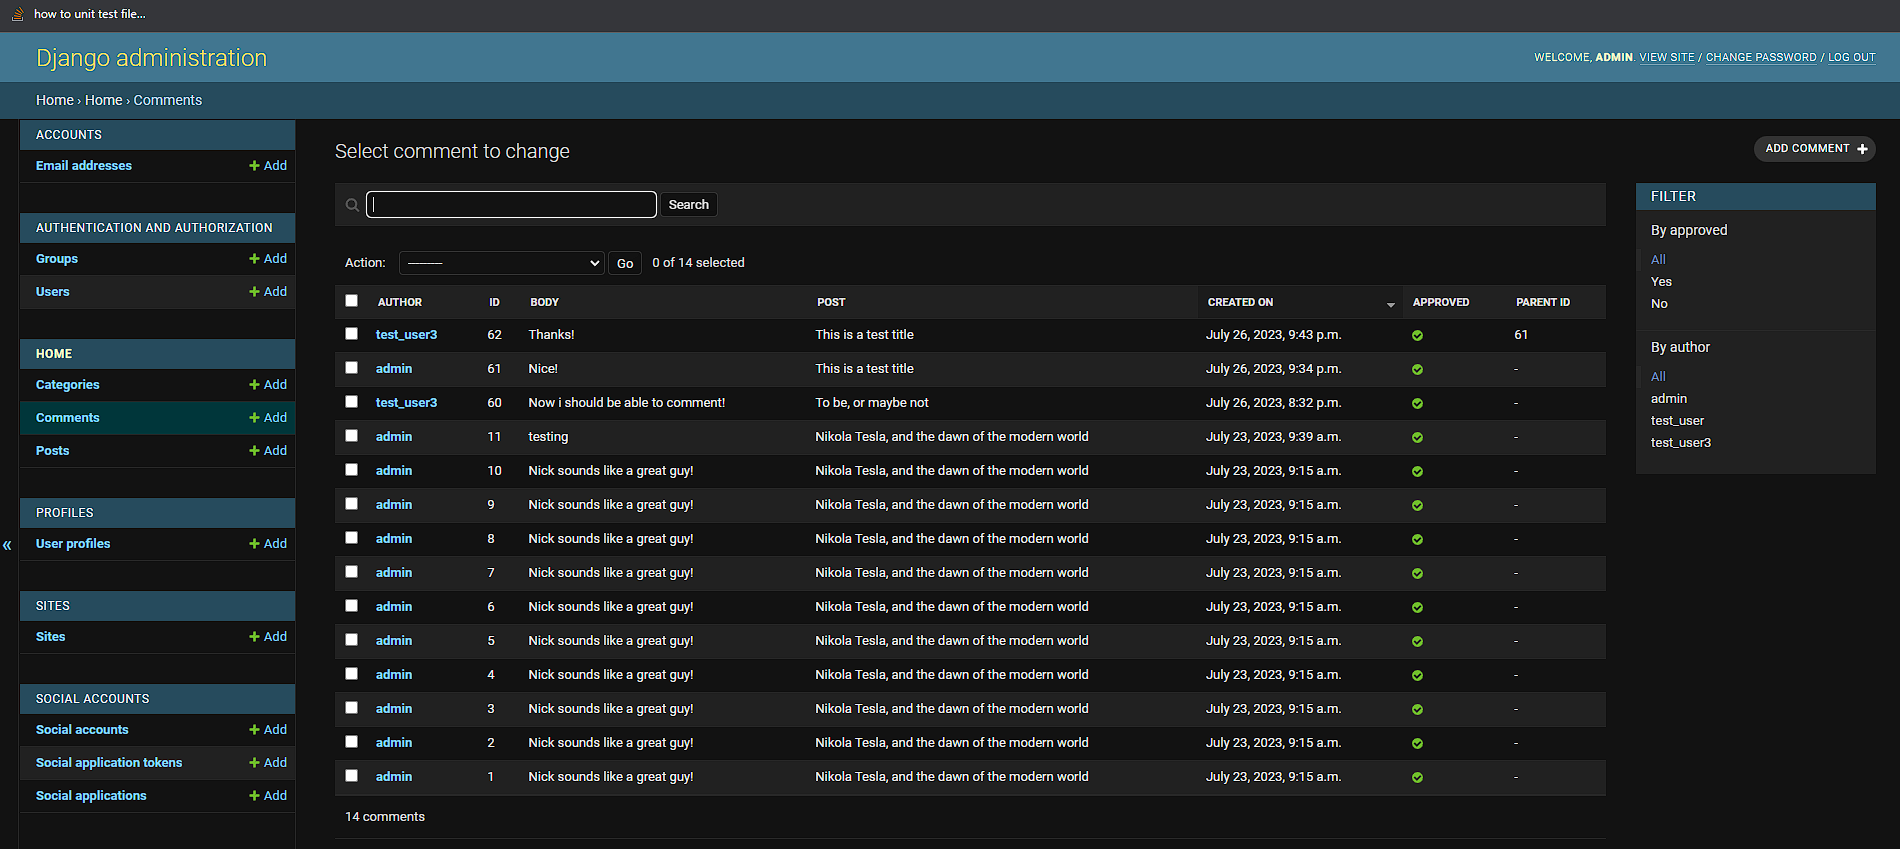 how to unit test file...
Django administration
WELCOME, ADMIN. VIEW SITE / CHANGE PASSWORD / LOG OUT
Home › Home › Comments
ACCOUNTS
Email addresses + Add
AUTHENTICATION AND AUTHORIZATION
Groups + Add
Users + Add
HOME
Categories + Add
Comments + Add
Posts + Add
PROFILES
User profiles + Add
SITES
Sites + Add
SOCIAL ACCOUNTS
Social accounts + Add
Social application tokens + Add
Social applications + Add
«
Select comment to change
ADD COMMENT +
Search
Action: --------- Go 0 of 14 selected
AUTHOR ID BODY POST CREATED ON APPROVED PARENT ID
test_user3 62 Thanks! This is a test title July 26, 2023, 9:43 p.m. 61
admin 61 Nice! This is a test title July 26, 2023, 9:34 p.m. -
test_user3 60 Now i should be able to comment! To be, or maybe not July 26, 2023, 8:32 p.m. -
admin 11 testing Nikola Tesla, and the dawn of the modern world July 23, 2023, 9:39 a.m. -
admin 10 Nick sounds like a great guy! Nikola Tesla, and the dawn of the modern world July 23, 2023, 9:15 a.m. -
admin 9 Nick sounds like a great guy! Nikola Tesla, and the dawn of the modern world July 23, 2023, 9:15 a.m. -
admin 8 Nick sounds like a great guy! Nikola Tesla, and the dawn of the modern world July 23, 2023, 9:15 a.m. -
admin 7 Nick sounds like a great guy! Nikola Tesla, and the dawn of the modern world July 23, 2023, 9:15 a.m. -
admin 6 Nick sounds like a great guy! Nikola Tesla, and the dawn of the modern world July 23, 2023, 9:15 a.m. -
admin 5 Nick sounds like a great guy! Nikola Tesla, and the dawn of the modern world July 23, 2023, 9:15 a.m. -
admin 4 Nick sounds like a great guy! Nikola Tesla, and the dawn of the modern world July 23, 2023, 9:15 a.m. -
admin 3 Nick sounds like a great guy! Nikola Tesla, and the dawn of the modern world July 23, 2023, 9:15 a.m. -
admin 2 Nick sounds like a great guy! Nikola Tesla, and the dawn of the modern world July 23, 2023, 9:15 a.m. -
admin 1 Nick sounds like a great guy! Nikola Tesla, and the dawn of the modern world July 23, 2023, 9:15 a.m. -
14 comments
FILTER
By approved
All
Yes
No
By author
All
admin
test_user
test_user3